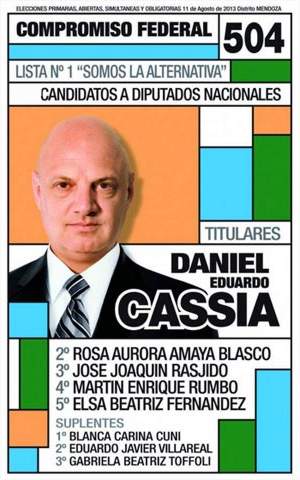 ELECCIONES PRIMARIAS, ABIERTAS, SIMULTANEAS Y OBLIGATORIAS 11 de Agosto de 2013 Distrito MENDOZA
COMPROMISO FEDERAL
504
LISTA Nº 1 “SOMOS LA ALTERNATIVA”
CANDIDATOS A DIPUTADOS NACIONALES
TITULARES
DANIEL
EDUARDO
CASSIA
2º ROSA AURORA AMAYA BLASCO
3º JOSE JOAQUIN RASJIDO
4º MARTIN ENRIQUE RUMBO
5º ELSA BEATRIZ FERNANDEZ
SUPLENTES
1º BLANCA CARINA CUNI
2º EDUARDO JAVIER VILLAREAL
3º GABRIELA BEATRIZ TOFFOLI